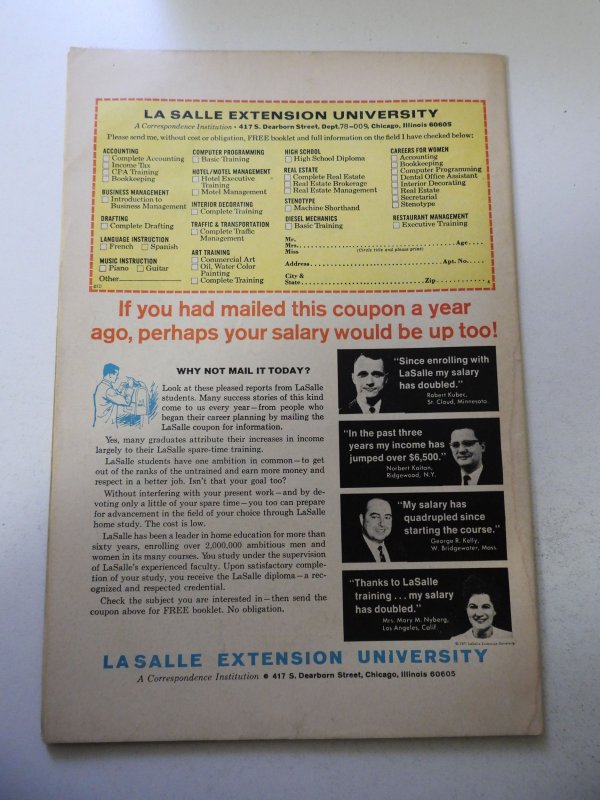 LA SALLE EXTENSION UNIVERSITY
A Correspondence Institution • 417 S. Dearborn Street, Dept. 78-009, Chicago, Illinois 60605
Please send me, without cost or obligation, FREE booklet and full information on the field I have checked below:
ACCOUNTING
Complete Accounting
Income Tax
CPA Training
Bookkeeping
BUSINESS MANAGEMENT
Introduction to
Business Management
DRAFTING
Complete Drafting
LANGUAGE INSTRUCTION
French Spanish
MUSIC INSTRUCTION
Piano Guitar
Other
COMPUTER PROGRAMMING
Basic Training
HOTEL/MOTEL MANAGEMENT
Hotel Executive
Training
Motel Management
INTERIOR DECORATING
Complete Training
TRAFFIC & TRANSPORTATION
Complete Traffic
Management
ART TRAINING
Commercial Art
Oil, Water Color
Painting
Complete Training
HIGH SCHOOL
High School Diploma
REAL ESTATE
Complete Real Estate
Real Estate Brokerage
Real Estate Management
STENOTYPE
Machine Shorthand
DIESEL MECHANICS
Basic Training
CAREERS FOR WOMEN
Accounting
Bookkeeping
Computer Programming
Dental Office Assistant
Interior Decorating
Real Estate
Secretarial
Stenotype
RESTAURANT MANAGEMENT
Executive Training
Mr.
Mrs. Age
Miss (Circle title and please print)
Address Apt. No.
City &
State Zip
If you had mailed this coupon a year
ago, perhaps your salary would be up too!
WHY NOT MAIL IT TODAY?
Look at these pleased reports from LaSalle
students. Many success stories of this kind
come to us every year—from people who
began their career planning by mailing the
LaSalle coupon for information.
Yes, many graduates attribute their increases in income
largely to their LaSalle spare-time training.
LaSalle students have one ambition in common—to get
out of the ranks of the untrained and earn more money and
respect in a better job. Isn't that your goal too?
Without interfering with your present work—and by de-
voting only a little of your spare time—you too can prepare
for advancement in the field of your choice through LaSalle
home study. The cost is low.
LaSalle has been a leader in home education for more than
sixty years, enrolling over 2,000,000 ambitious men and
women in its many courses. You study under the supervision
of LaSalle's experienced faculty. Upon satisfactory comple-
tion of your study, you receive the LaSalle diploma—a rec-
ognized and respected credential.
Check the subject you are interested in—then send the
coupon above for FREE booklet. No obligation.
"Since enrolling with
LaSalle my salary
has doubled."
Robert Kubec,
St. Cloud, Minnesota
"In the past three
years my income has
jumped over $6,500."
Norbert Kaitan,
Ridgewood, N.Y.
"My salary has
quadrupled since
starting the course."
George R. Kelly,
W. Bridgewater, Mass.
"Thanks to LaSalle
training . . . my salary
has doubled."
Mrs. Mary M. Nyberg,
Los Angeles, Calif.
© 1971 LaSalle Extension University
LA SALLE EXTENSION UNIVERSITY
A Correspondence Institution • 417 S. Dearborn Street, Chicago, Illinois 60605